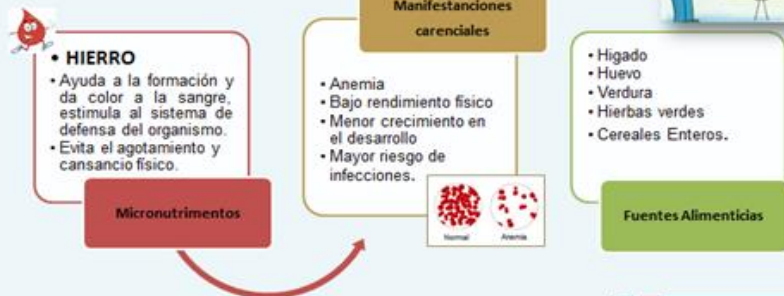 • HIERRO
• Ayuda a la formación y
da color a la sangre,
estimula al sistema de
defensa del organismo.
• Evita el agotamiento y
cansancio físico.
Micronutrimentos
Manifestanciones
carenciales
• Anemia
• Bajo rendimiento físico
• Menor crecimiento en
el desarrollo
• Mayor riesgo de
infecciones.
Normal
Anemia
• Higado
• Huevo
• Verdura
• Hierbas verdes
• Cereales Enteros.
Fuentes Alimenticias